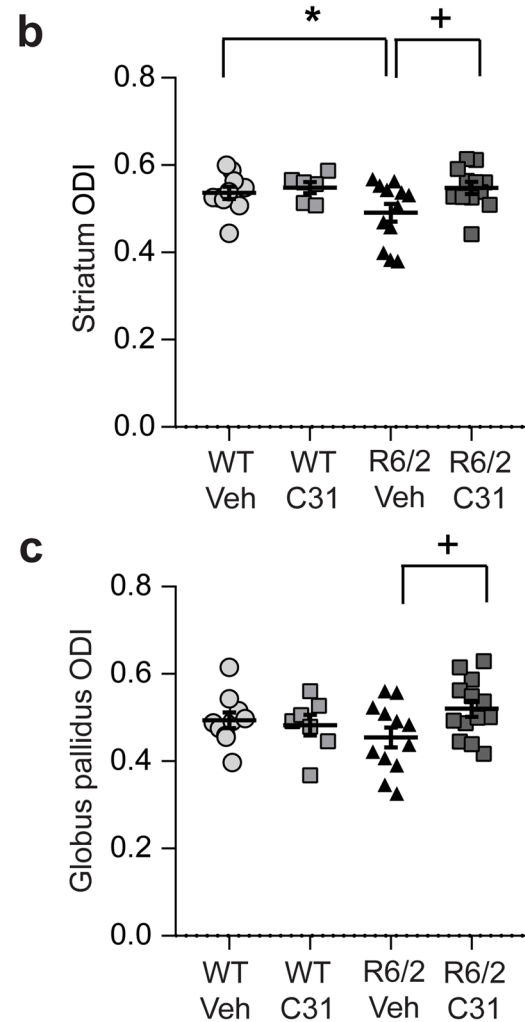 b
* +
0.8
0.6
0.4
0.2
0.0
Striatum ODI
WT WT R6/2 R6/2
Veh C31 Veh C31
c
+
0.8
0.6
0.4
0.2
0.0
Globus pallidus ODI
WT WT R6/2 R6/2
Veh C31 Veh C31